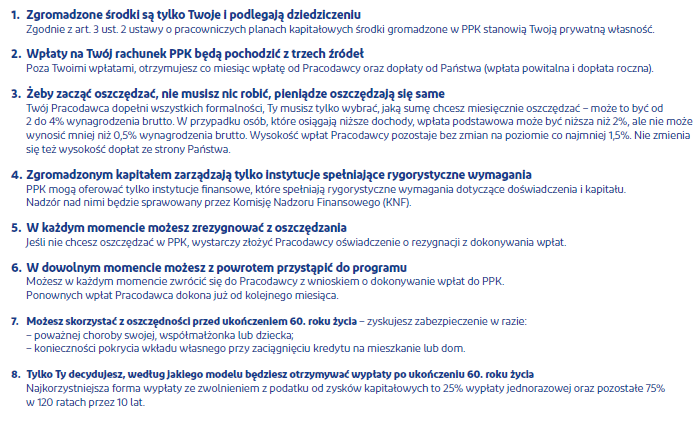 1. Zgromadzone środki są tylko Twoje i podlegają dziedziczeniu
Zgodnie z art. 3 ust. 2 ustawy o pracowniczych planach kapitałowych środki gromadzone w PPK stanowią Twoją prywatną własność.
2. Wpłaty na Twój rachunek PPK będą pochodzić z trzech źródeł
Poza Twoimi wpłatami, otrzymujesz co miesiąc wpłatę od Pracodawcy oraz dopłaty od Państwa (wpłata powitalna i dopłata roczna).
3. Żeby zacząć oszczędzać, nie musisz nic robić, pieniądze oszczędzają się same
Twój Pracodawca dopełni wszystkich formalności, Ty musisz tylko wybrać, jaką sumę chcesz miesięcznie oszczędzać – może to być od
2 do 4% wynagrodzenia brutto. W przypadku osób, które osiągają niższe dochody, wpłata podstawowa może być niższa niż 2%, ale nie może
wynosić mniej niż 0,5% wynagrodzenia brutto. Wysokość wpłat Pracodawcy pozostaje bez zmian na poziomie co najmniej 1,5%. Nie zmienia
się też wysokość dopłat ze strony Państwa.
4. Zgromadzonym kapitałem zarządzają tylko instytucje spełniające rygorystyczne wymagania
PPK mogą oferować tylko instytucje finansowe, które spełniają rygorystyczne wymagania dotyczące doświadczenia i kapitału.
Nadzór nad nimi będzie sprawowany przez Komisję Nadzoru Finansowego (KNF).
5. W każdym momencie możesz zrezygnować z oszczędzania
Jeśli nie chcesz oszczędzać w PPK, wystarczy złożyć Pracodawcy oświadczenie o rezygnacji z dokonywania wpłat.
6. W dowolnym momencie możesz z powrotem przystąpić do programu
Możesz w każdym momencie zwrócić się do Pracodawcy z wnioskiem o dokonywanie wpłat do PPK.
Ponownych wpłat Pracodawca dokona już od kolejnego miesiąca.
7. Możesz skorzystać z oszczędności przed ukończeniem 60. roku życia – zyskujesz zabezpieczenie w razie:
– poważnej choroby swojej, współmałżonka lub dziecka;
– konieczności pokrycia wkładu własnego przy zaciągnięciu kredytu na mieszkanie lub dom.
8. Tylko Ty decydujesz, według jakiego modelu będziesz otrzymywać wypłaty po ukończeniu 60. roku życia
Najkorzystniejsza forma wypłaty ze zwolnieniem z podatku od zysków kapitałowych to 25% wypłaty jednorazowej oraz pozostałe 75%
w 120 ratach przez 10 lat.